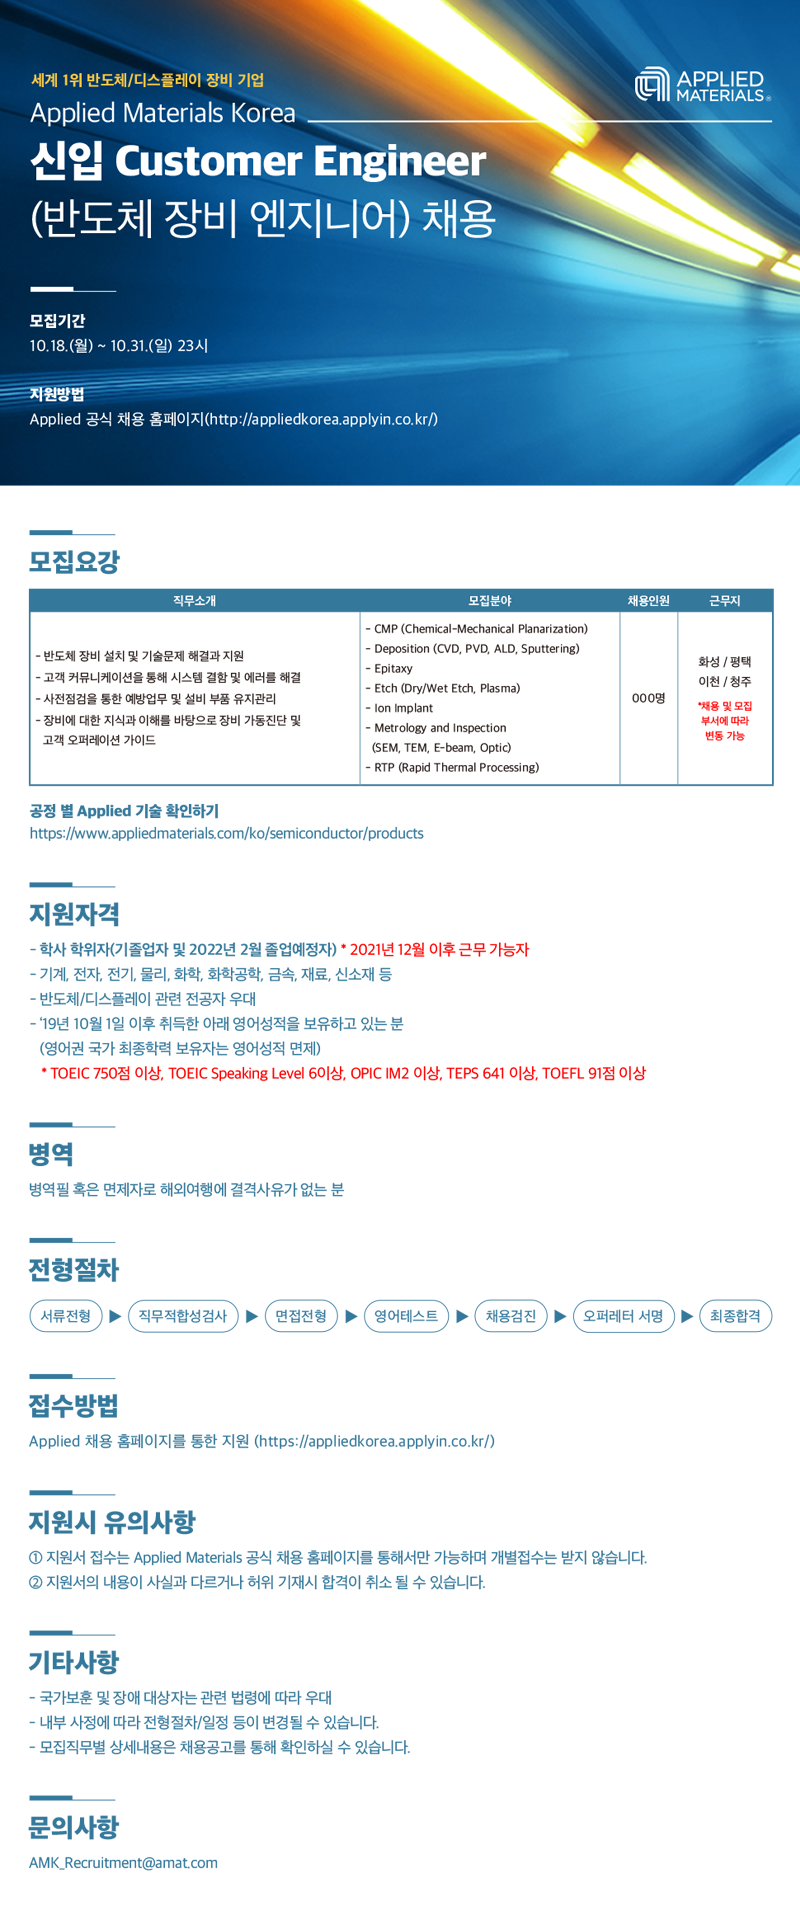 세계 1위 반도체/디스플레이 장비 기업
APPLIED
MATERIALS®
Applied Materials Korea
신입 Customer Engineer
(반도체 장비 엔지니어) 채용
모집기간
10.18.(월) ~ 10.31.(일) 23시
지원방법
Applied 공식 채용 홈페이지(http://appliedkorea.applyin.co.kr/)
모집요강
직무소개
- 반도체 장비 설치 및 기술문제 해결과 지원
- 고객 커뮤니케이션을 통해 시스템 결함 및 에러를 해결
- 사전점검을 통한 예방업무 및 설비 부품 유지관리
- 장비에 대한 지식과 이해를 바탕으로 장비 가동진단 및
고객 오퍼레이션 가이드
모집분야
- CMP (Chemical-Mechanical Planarization)
- Deposition (CVD, PVD, ALD, Sputtering)
- Epitaxy
- Etch (Dry/Wet Etch, Plasma)
- Ion Implant
- Metrology and Inspection
(SEM, TEM, E-beam, Optic)
- RTP (Rapid Thermal Processing)
채용인원
000명
근무지
화성 / 평택
이천 / 청주
*채용 및 모집
부서에 따라
변동 가능
공정 별 Applied 기술 확인하기
https://www.appliedmaterials.com/ko/semiconductor/products
지원자격
- 학사 학위자(기졸업자 및 2022년 2월 졸업예정자) * 2021년 12월 이후 근무 가능자
- 기계, 전자, 전기, 물리, 화학, 화학공학, 금속, 재료, 신소재 등
- 반도체/디스플레이 관련 전공자 우대
- ‘19년 10월 1일 이후 취득한 아래 영어성적을 보유하고 있는 분
(영어권 국가 최종학력 보유자는 영어성적 면제)
* TOEIC 750점 이상, TOEIC Speaking Level 6이상, OPIC IM2 이상, TEPS 641 이상, TOEFL 91점 이상
병역
병역필 혹은 면제자로 해외여행에 결격사유가 없는 분
전형절차
서류전형 ▶ 직무적합성검사 ▶ 면접전형 ▶ 영어테스트 ▶ 채용검진 ▶ 오퍼레터 서명 ▶ 최종합격
접수방법
Applied 채용 홈페이지를 통한 지원 (https://appliedkorea.applyin.co.kr/)
지원시 유의사항
① 지원서 접수는 Applied Materials 공식 채용 홈페이지를 통해서만 가능하며 개별접수는 받지 않습니다.
② 지원서의 내용이 사실과 다르거나 허위 기재시 합격이 취소 될 수 있습니다.
기타사항
- 국가보훈 및 장애 대상자는 관련 법령에 따라 우대
- 내부 사정에 따라 전형절차/일정 등이 변경될 수 있습니다.
- 모집직무별 상세내용은 채용공고를 통해 확인하실 수 있습니다.
문의사항
AMK_Recruitment@amat.com